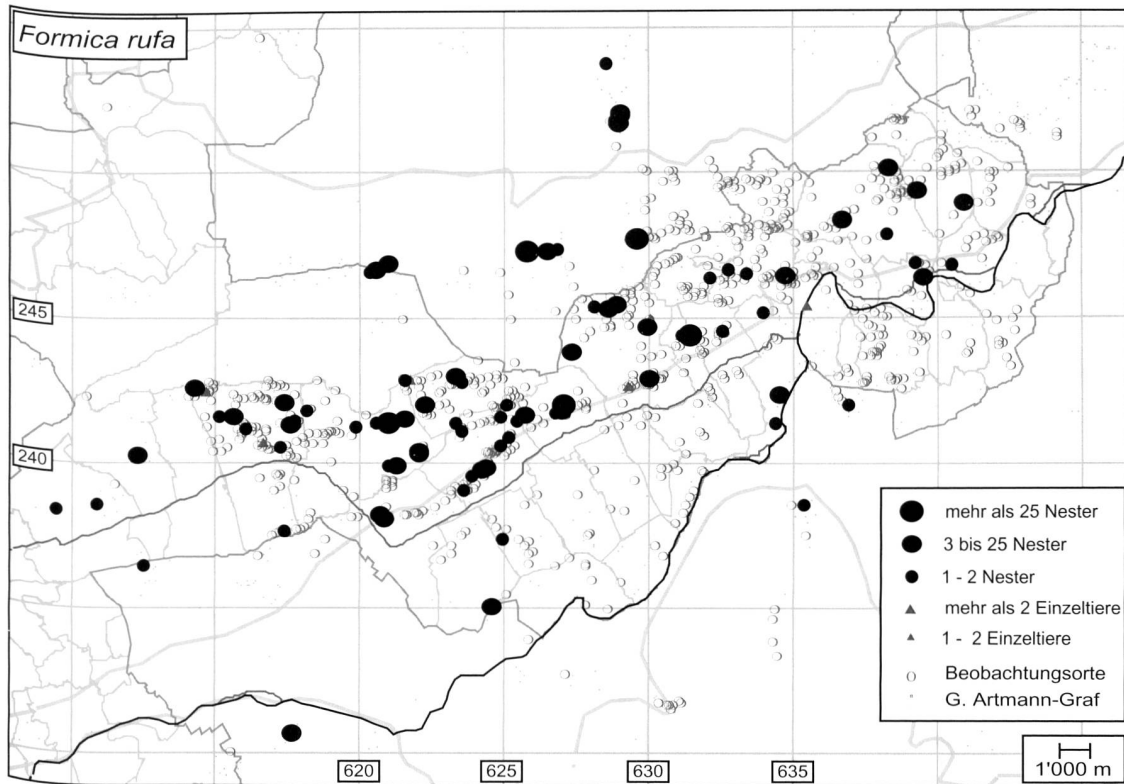 Formica rufa
245
240
mehr als 25 Nester
3 bis 25 Nester
1 - 2 Nester
mehr als 2 Einzeltiere
1 - 2 Einzeltiere
Beobachtungsorte
G. Artmann-Graf
620
625
630
635
1'000 m